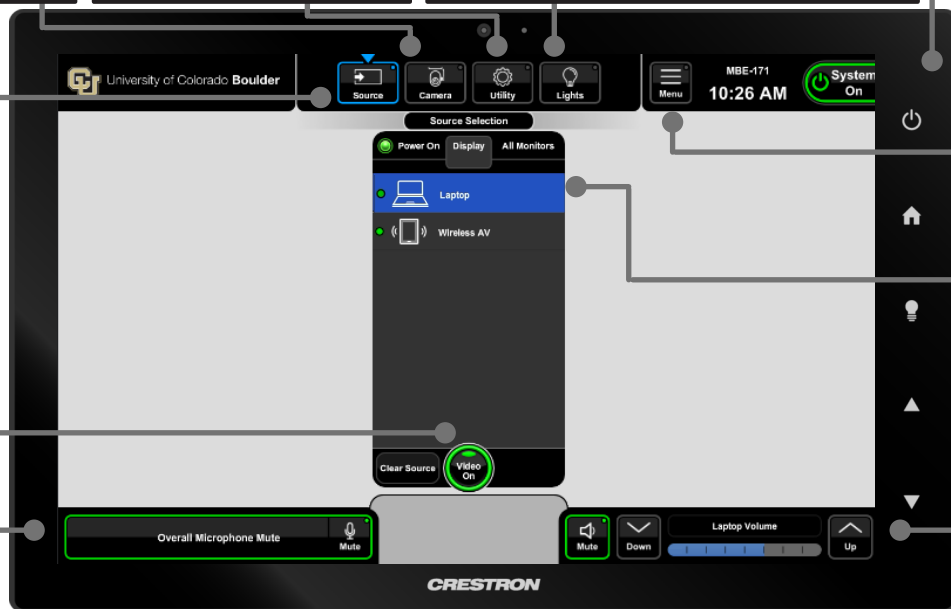 University of Colorado Boulder
Source
Camera
Utility
Lights
Menu
MBE-171
10:26 AM
System
On
Source Selection
Power On
Display
All Monitors
Laptop
Wireless AV
Clear Source
Video
On
Overall Microphone Mute
Mute
Mute
Down
Laptop Volume
Up
CRESTRON